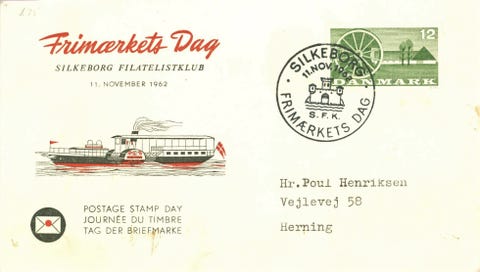 Frimærkets Dag
SILKEBORG FILATELISTKLUB
11. NOVEMBER 1962
12
DANMARK
SILKEBORG
11.NOV.1962
S.F.K.
FRIMÆRKETS DAG
Hr.Poul Henriksen
Vejlevej 58
Herning
POSTAGE STAMP DAY
JOURNÉE DU TIMBRE
TAG DER BRIEFMARKE